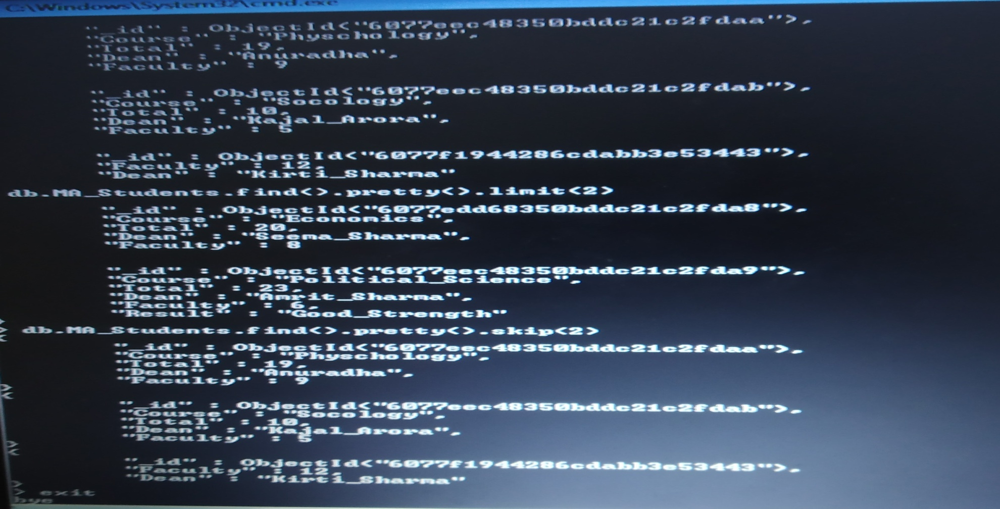 C:\Windows\System32\cmd.exe
"_id" : ObjectId("6077eec48350bddc21c2fdaa"),
"Course" : "Physchology",
"Total" : 19,
"Dean" : "Anuradha",
"Faculty" : 9
"_id" : ObjectId("6077eec48350bddc21c2fdab"),
"Course" : "Socology",
"Total" : 10,
"Dean" : "Kajal_Arora",
"Faculty" : 5
"_id" : ObjectId("6077f1944286cdabb3e53443"),
"Faculty" : 12,
"Dean" : "Kirti_Sharma"
db.MA_Students.find().pretty().limit(2)
"_id" : ObjectId("6077edd68350bddc21c2fda8"),
"Course" : "Economics",
"Total" : 20,
"Dean" : "Seema_Sharma",
"Faculty" : 8
"_id" : ObjectId("6077eec48350bddc21c2fda9"),
"Course" : "Political_Science",
"Total" : 23,
"Dean" : "Amrit_Sharma",
"Faculty" : 6,
"Result" : "Good_Strength"
}
> db.MA_Students.find().pretty().skip(2)
{
"_id" : ObjectId("6077eec48350bddc21c2fdaa"),
"Course" : "Physchology",
"Total" : 19,
"Dean" : "Anuradha",
"Faculty" : 9
}
{
"_id" : ObjectId("6077eec48350bddc21c2fdab"),
"Course" : "Socology",
"Total" : 10,
"Dean" : "Kajal_Arora",
"Faculty" : 5
}
{
"_id" : ObjectId("6077f1944286cdabb3e53443"),
"Faculty" : 12,
"Dean" : "Kirti_Sharma"
}
> exit
bye